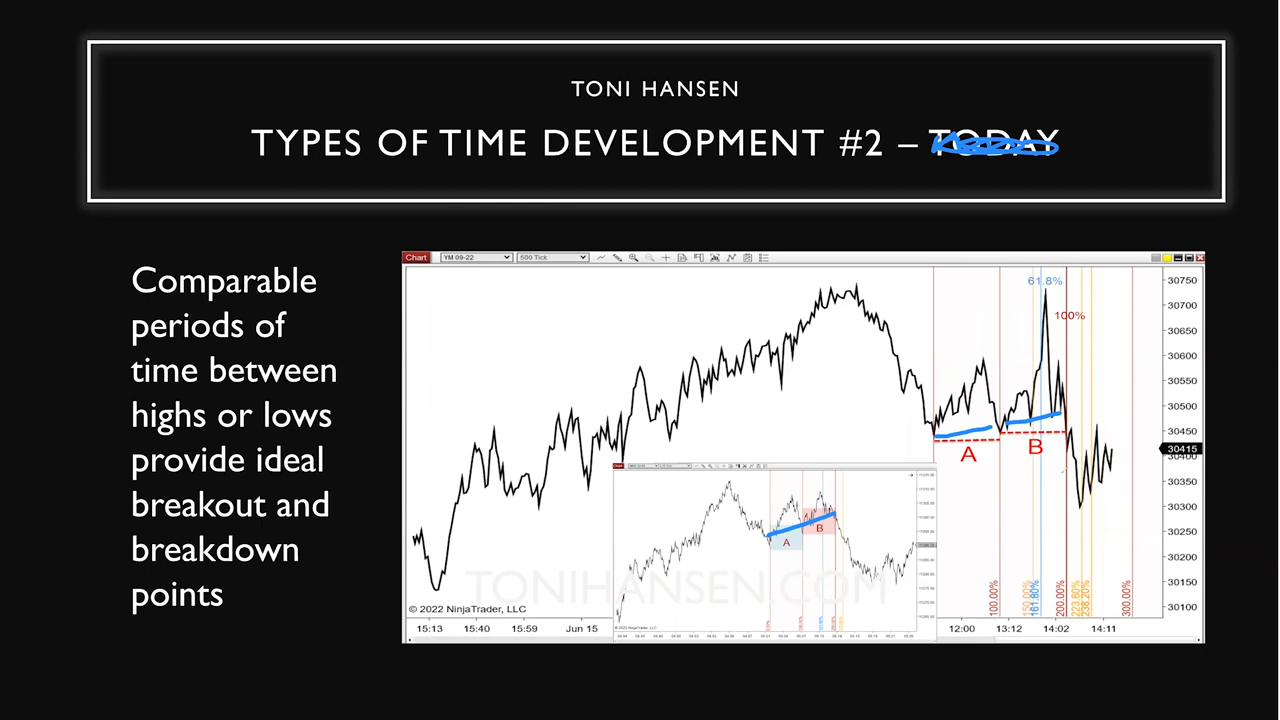 TONI HANSEN
TYPES OF TIME DEVELOPMENT #2 – TODAY
Comparable
periods of
time between
highs or lows
provide ideal
breakout and
breakdown
points
Chart YM 09-22 500 Tick
61.8%
100%
A
B
30750
30700
30650
30600
30550
30500
30450
30415
30400
30350
30300
30250
30200
30150
30100
100.00%
150.00%
161.80%
200.00%
223.60%
238.20%
300.00%
A
B
TONIHANSEN.COM
© 2022 NinjaTrader, LLC
15:13 15:40 15:59 Jun 15 12:00 13:12 14:02 14:11